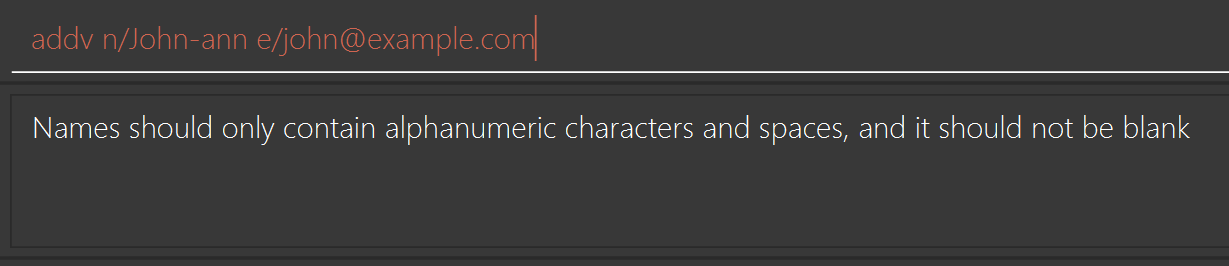 addv n/John-ann e/john@example.com
Names should only contain alphanumeric characters and spaces, and it should not be blank